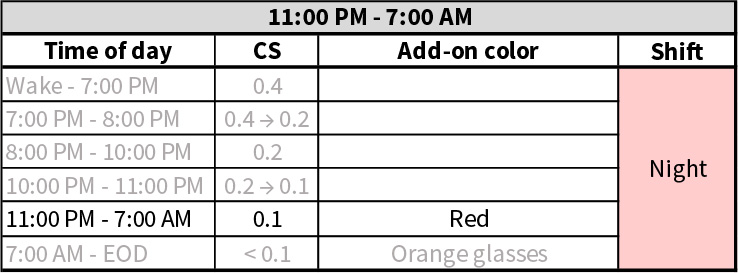 11:00 PM - 7:00 AM
Time of day CS Add-on color Shift
Wake - 7:00 PM 0.4
7:00 PM - 8:00 PM 0.4 → 0.2
8:00 PM - 10:00 PM 0.2
Night
10:00 PM - 11:00 PM 0.2 → 0.1
11:00 PM - 7:00 AM 0.1 Red
7:00 AM - EOD < 0.1 Orange glasses